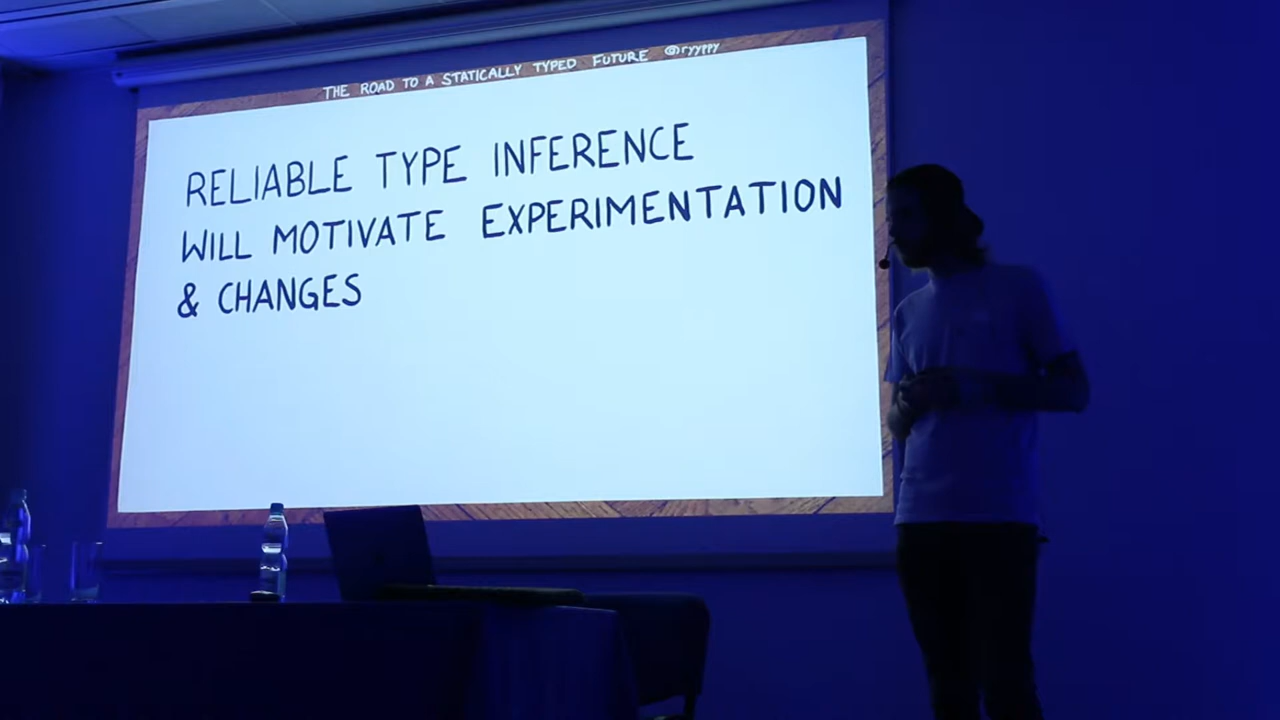 THE ROAD TO A STATICALLY TYPED FUTURE @ryyppy
RELIABLE TYPE INFERENCE
WILL MOTIVATE EXPERIMENTATION
& CHANGES